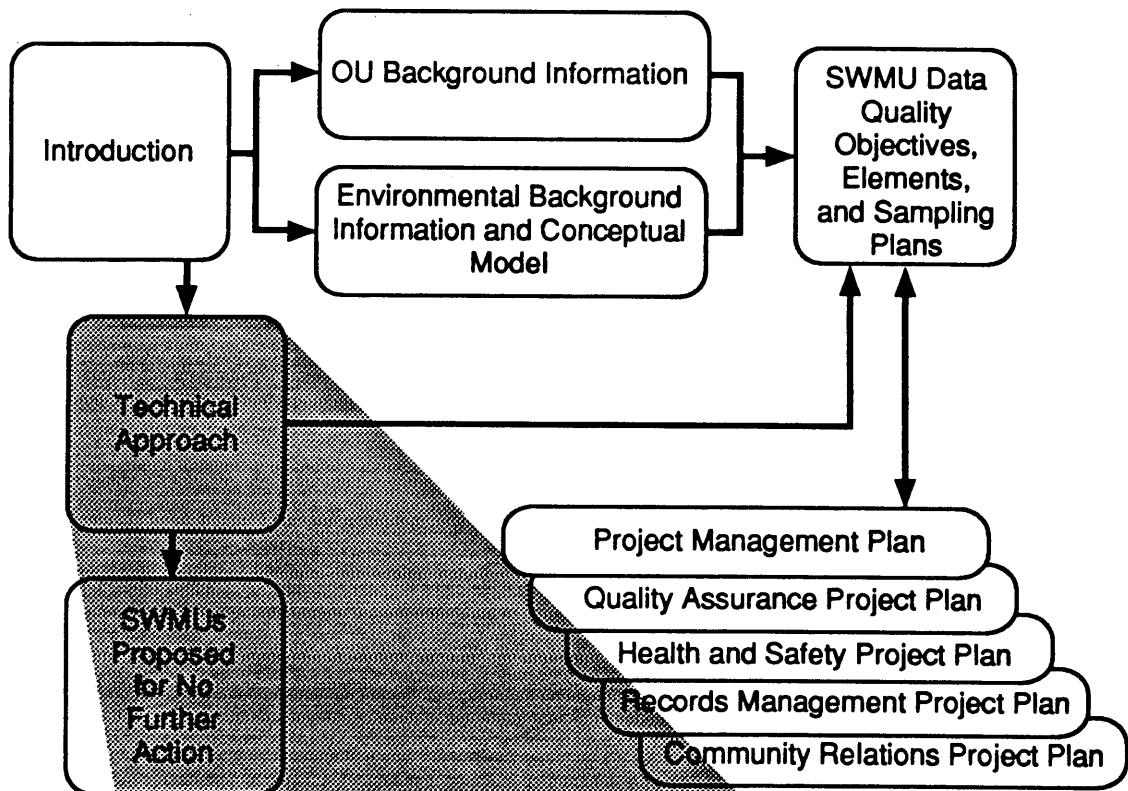 Introduction
OU Background Information
Environmental Background
Information and Conceptual
Model
SWMU Data
Quality
Objectives,
Elements,
and Sampling
Plans
Technical
Approach
SWMUs
Proposed
for No
Further
Action
Project Management Plan
Quality Assurance Project Plan
Health and Safety Project Plan
Records Management Project Plan
Community Relations Project Plan